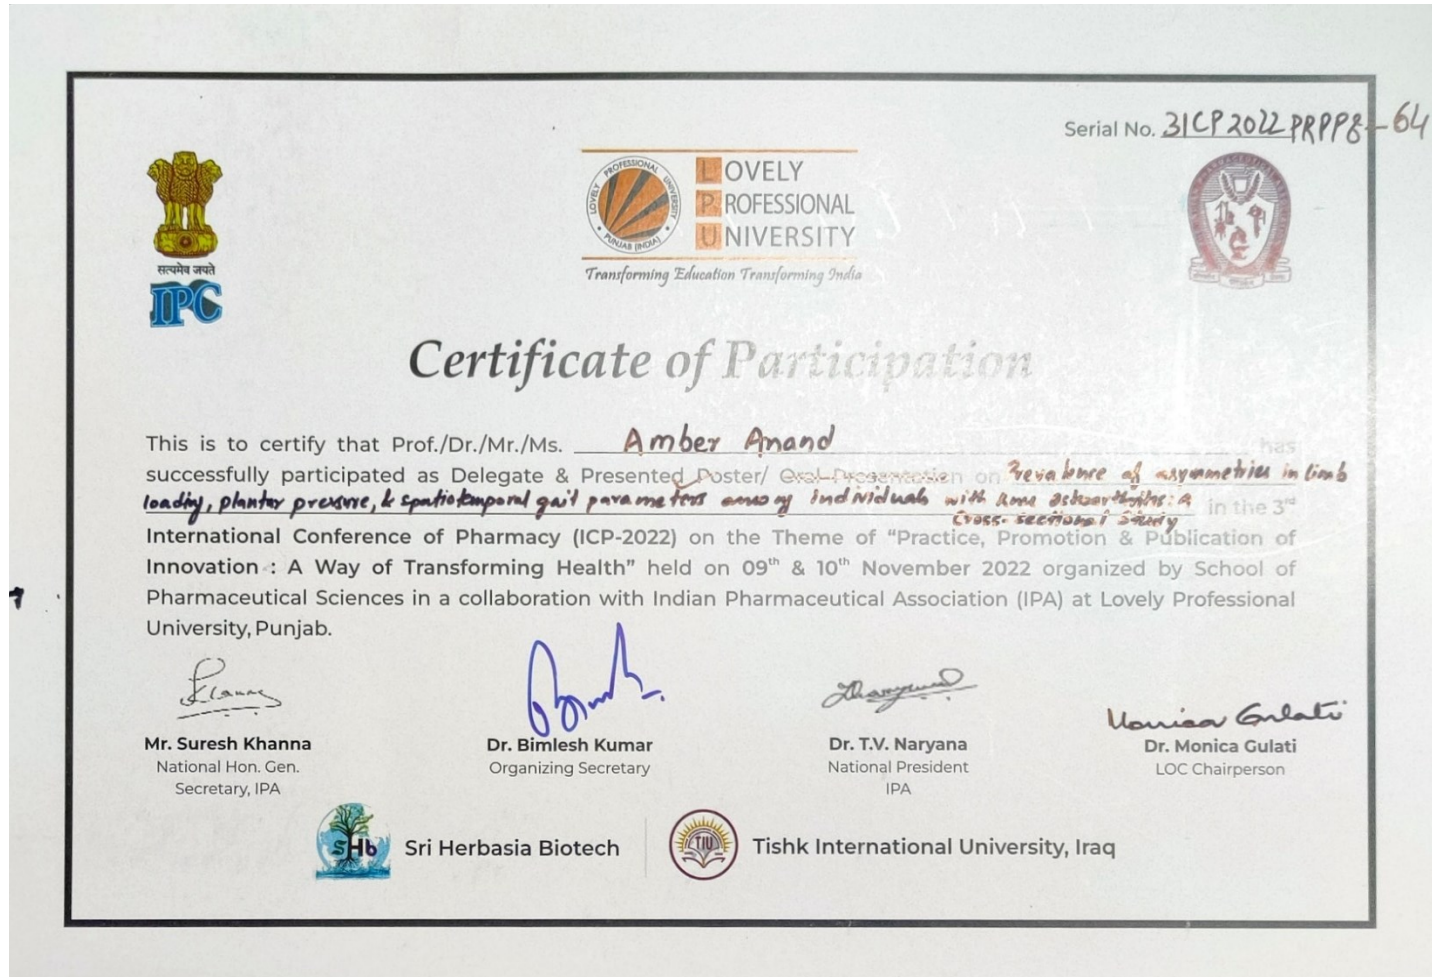 Serial No. 3ICP2022PRPP8-64
सत्यमेव जयते
IPC
LOVELY PROFESSIONAL UNIVERSITY
PUNJAB (INDIA)
LOVELY
PROFESSIONAL
UNIVERSITY
Transforming Education Transforming India
Certificate of Participation
This is to certify that Prof./Dr./Mr./Ms. Amber Anand has
successfully participated as Delegate & Presented Poster/ Oral Presentation on Prevalence of asymmetries in limb
loading, plantar pressure, & spatiotemporal gait parameters among individuals with knee osteoarthritis: A in the 3rd
Cross-sectional Study
International Conference of Pharmacy (ICP-2022) on the Theme of “Practice, Promotion & Publication of
Innovation : A Way of Transforming Health” held on 09th & 10th November 2022 organized by School of
Pharmaceutical Sciences in a collaboration with Indian Pharmaceutical Association (IPA) at Lovely Professional
University, Punjab.
Monica Gulati
Mr. Suresh Khanna
National Hon. Gen.
Secretary, IPA
Dr. Bimlesh Kumar
Organizing Secretary
Dr. T.V. Naryana
National President
IPA
Dr. Monica Gulati
LOC Chairperson
SHb
Sri Herbasia Biotech
TIU
Tishk International University, Iraq